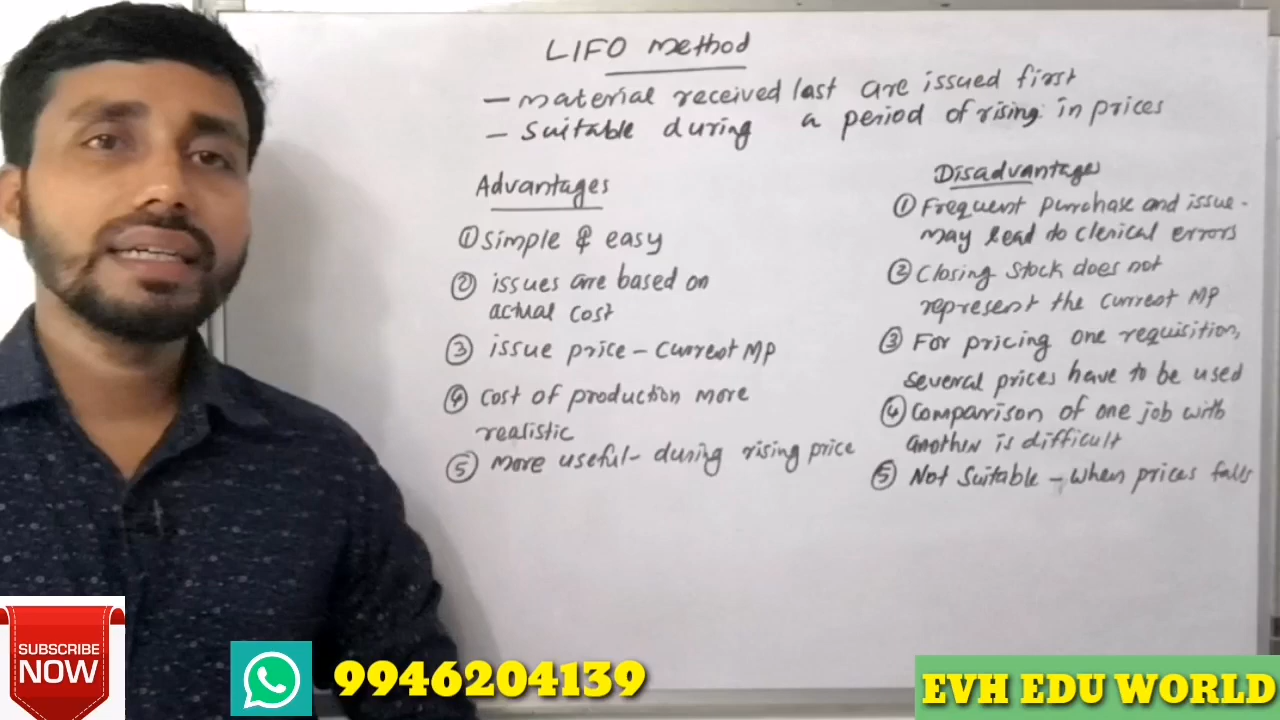 LIFO Method
— Material received last are issued first
— Suitable during a period of rising in prices
Advantages
① Simple & easy
② issues are based on
actual cost
③ issue price – Current MP
④ Cost of production more
realistic
⑤ More useful – during rising price
Disadvantages
① Frequent purchase and issue -
may lead to clerical errors
② Closing Stock does not
represent the current MP
③ For pricing one requisition,
several prices have to be used
④ Comparison of one job with
another is difficult
⑤ Not Suitable – When prices falls
SUBSCRIBE
NOW
9946204139
EVH EDU WORLD